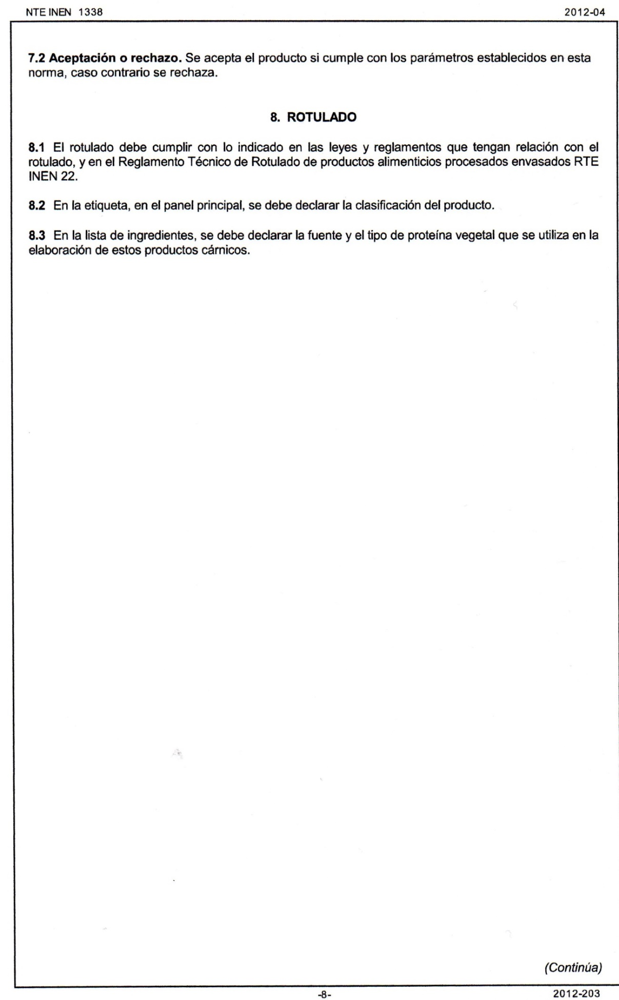 NTE INEN 1338 2012-04
7.2 Aceptación o rechazo. Se acepta el producto si cumple con los parámetros establecidos en esta
norma, caso contrario se rechaza.
8. ROTULADO
8.1 El rotulado debe cumplir con lo indicado en las leyes y reglamentos que tengan relación con el
rotulado, y en el Reglamento Técnico de Rotulado de productos alimenticios procesados envasados RTE
INEN 22.
8.2 En la etiqueta, en el panel principal, se debe declarar la clasificación del producto.
8.3 En la lista de ingredientes, se debe declarar la fuente y el tipo de proteína vegetal que se utiliza en la
elaboración de estos productos cárnicos.
(Continúa)
-8- 2012-203